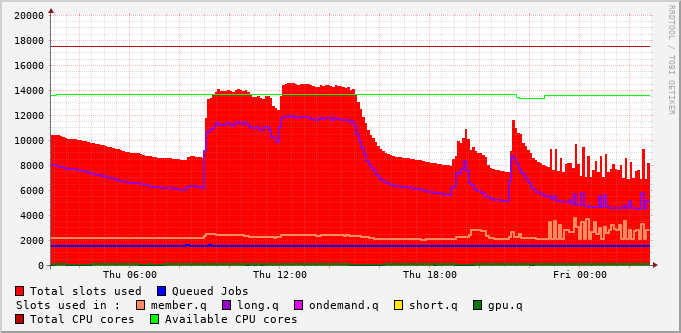 20000
18000
16000
14000
12000
10000
8000
6000
4000
2000
0
Thu 06:00 Thu 12:00 Thu 18:00 Fri 00:00
RRDTOOL / TOBI OETIKER
Total slots used Queued Jobs
Slots used in : member.q long.q ondemand.q short.q gpu.q
Total CPU cores Available CPU cores